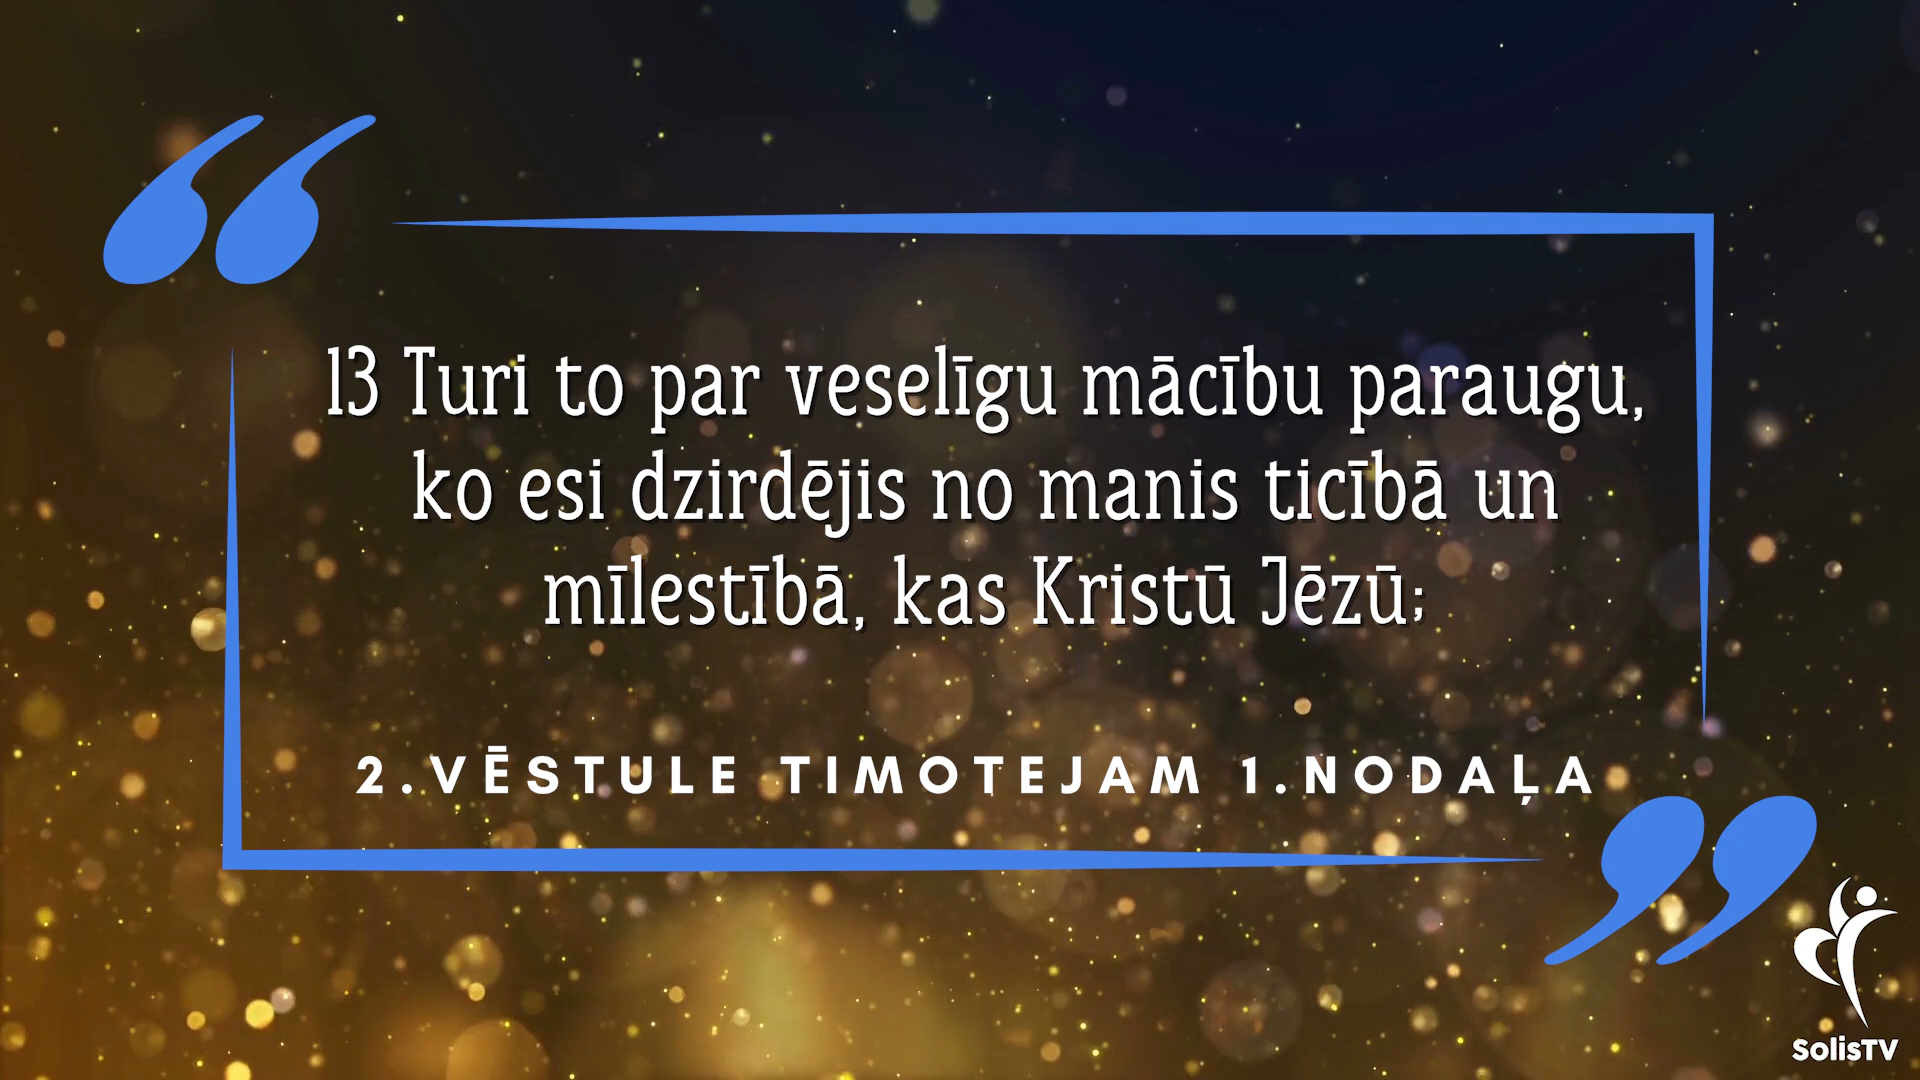 13 Turi to par veselīgu mācību paraugu,
ko esi dzirdējis no manis ticībā un
mīlestībā, kas Kristū Jēzū;
2.VĒSTULE TIMOTEJAM 1.NODAĻA
SolisTV